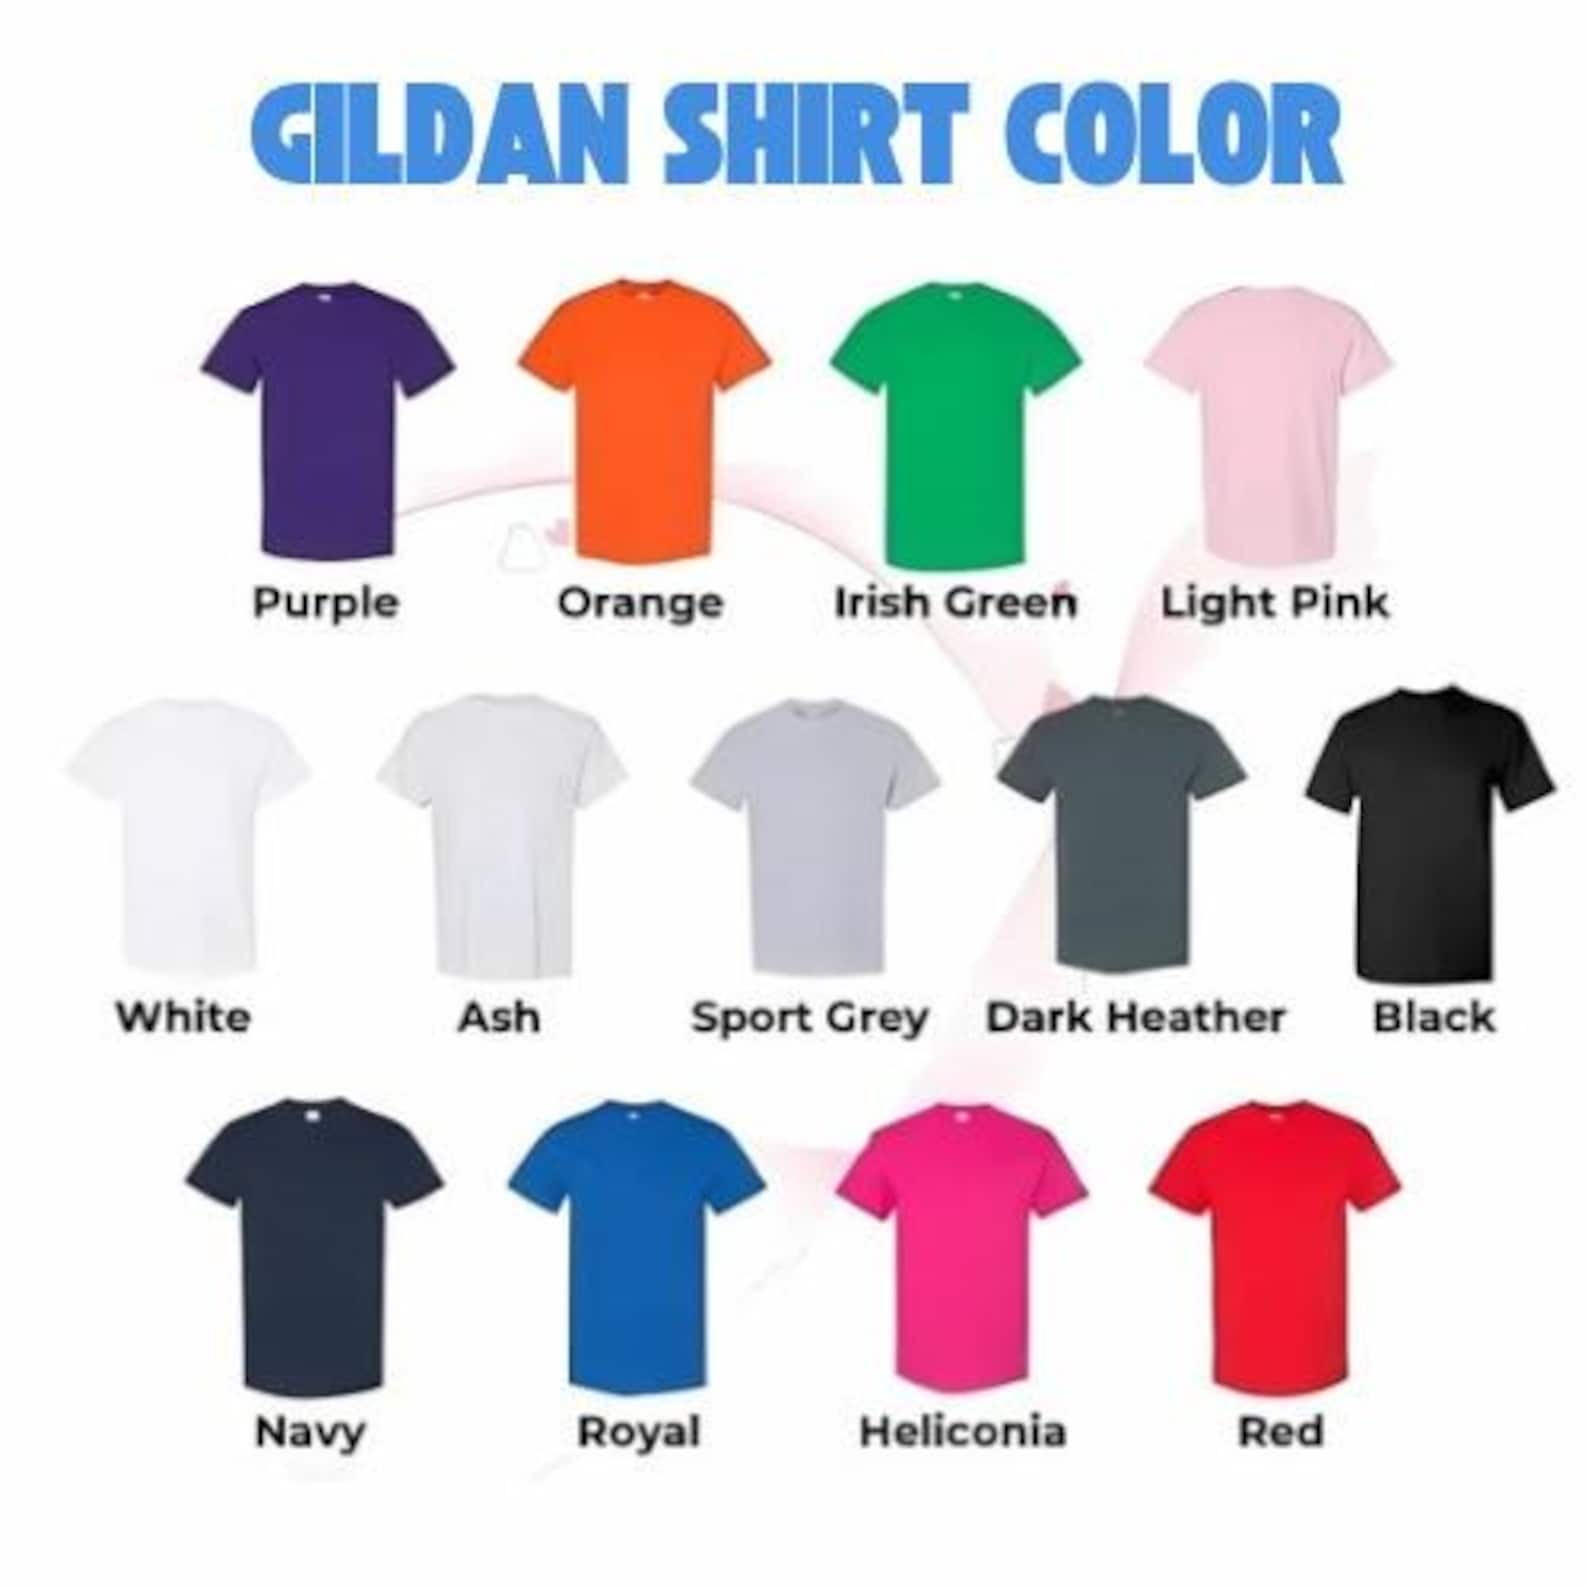 GILDAN SHIRT COLOR
Purple
Orange
Irish Green
Light Pink
White
Ash
Sport Grey
Dark Heather
Black
Navy
Royal
Heliconia
Red